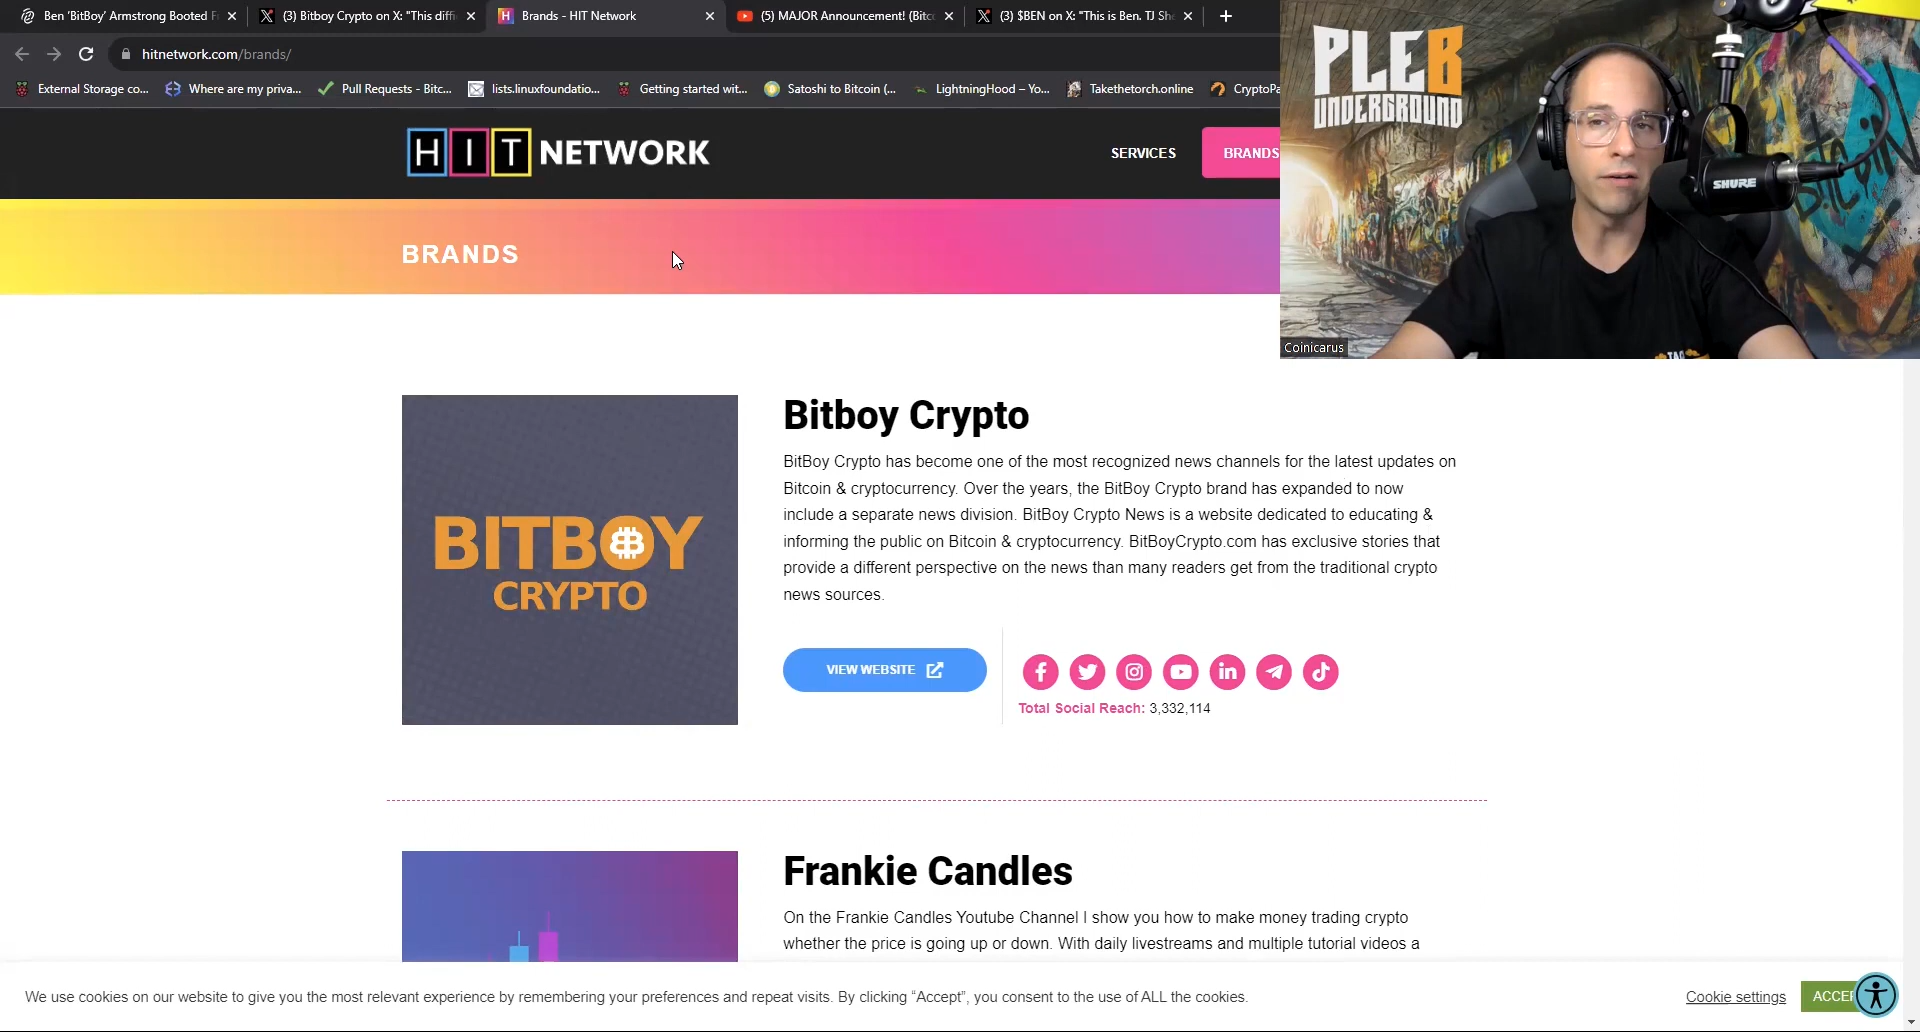 Ben 'BitBoy' Armstrong Booted F
(3) Bitboy Crypto on X: "This diffi
Brands - HIT Network
(5) MAJOR Announcement! (Bitc
(3) $BEN on X: "This is Ben. TJ Sh
hitnetwork.com/brands/
External Storage co...
Where are my priva...
Pull Requests - Bitc...
lists.linuxfoundatio...
Getting started wit...
Satoshi to Bitcoin (...
LightningHood – Yo...
Takethetorch.online
CryptoPa
PLEB
UNDERGROUND
SHURE
Coinicarus
HIT NETWORK
SERVICES
BRANDS
BRANDS
BITBOY
CRYPTO
Bitboy Crypto
BitBoy Crypto has become one of the most recognized news channels for the latest updates on
Bitcoin & cryptocurrency. Over the years, the BitBoy Crypto brand has expanded to now
include a separate news division. BitBoy Crypto News is a website dedicated to educating &
informing the public on Bitcoin & cryptocurrency. BitBoyCrypto.com has exclusive stories that
provide a different perspective on the news than many readers get from the traditional crypto
news sources.
VIEW WEBSITE
Total Social Reach: 3,332,114
Frankie Candles
On the Frankie Candles Youtube Channel I show you how to make money trading crypto
whether the price is going up or down. With daily livestreams and multiple tutorial videos a
We use cookies on our website to give you the most relevant experience by remembering your preferences and repeat visits. By clicking “Accept”, you consent to the use of ALL the cookies.
Cookie settings
ACCEP